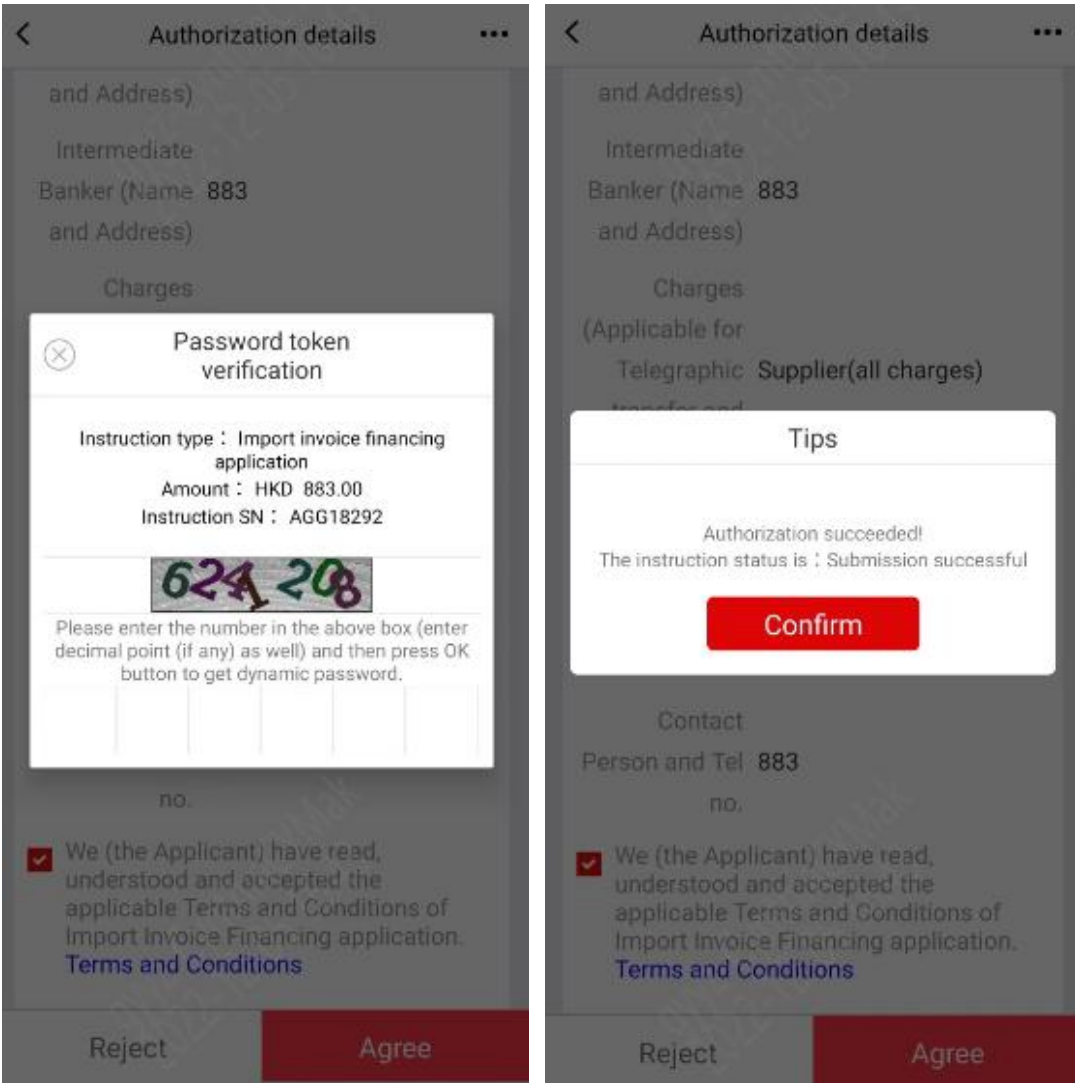 Authorization details
and Address)
Intermediate
Banker (Name 883
and Address)
Charges
Password token
verification
Instruction type : Import invoice financing
application
Amount : HKD 883.00
Instruction SN : AGG18292
6241 208
Please enter the number in the above box (enter
decimal point (if any) as well) and then press OK
button to get dynamic password.
no.
We (the Applicant) have read,
understood and accepted the
applicable Terms and Conditions of
Import Invoice Financing application.
Terms and Conditions
Reject Agree
Authorization details
and Address)
Intermediate
Banker (Name 883
and Address)
Charges
(Applicable for
Telegraphic Supplier(all charges)
transfer and
Tips
Authorization succeeded!
The instruction status is : Submission successful
Confirm
Contact
Person and Tel 883
no.
We (the Applicant) have read,
understood and accepted the
applicable Terms and Conditions of
Import Invoice Financing application.
Terms and Conditions
Reject Agree